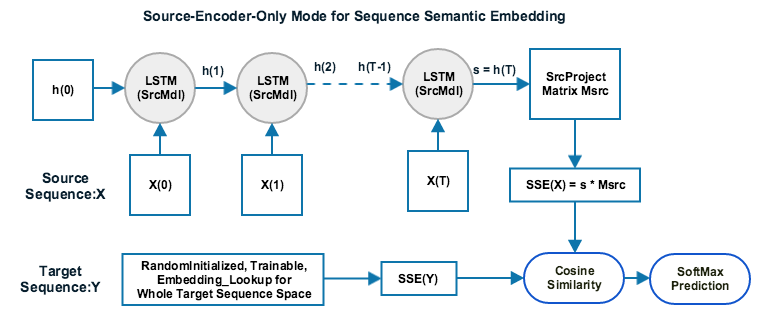 Source-Encoder-Only Mode for Sequence Semantic Embedding
h(0)
LSTM
(SrcMdl)
h(1)
LSTM
(SrcMdl)
h(2)
h(T-1)
LSTM
(SrcMdl)
s = h(T)
SrcProject
Matrix Msrc
Source
Sequence:X
X(0)
X(1)
X(T)
SSE(X) = s * Msrc
Target
Sequence:Y
RandomInitialized, Trainable,
Embedding_Lookup for
Whole Target Sequence Space
SSE(Y)
Cosine
Similarity
SoftMax
Prediction